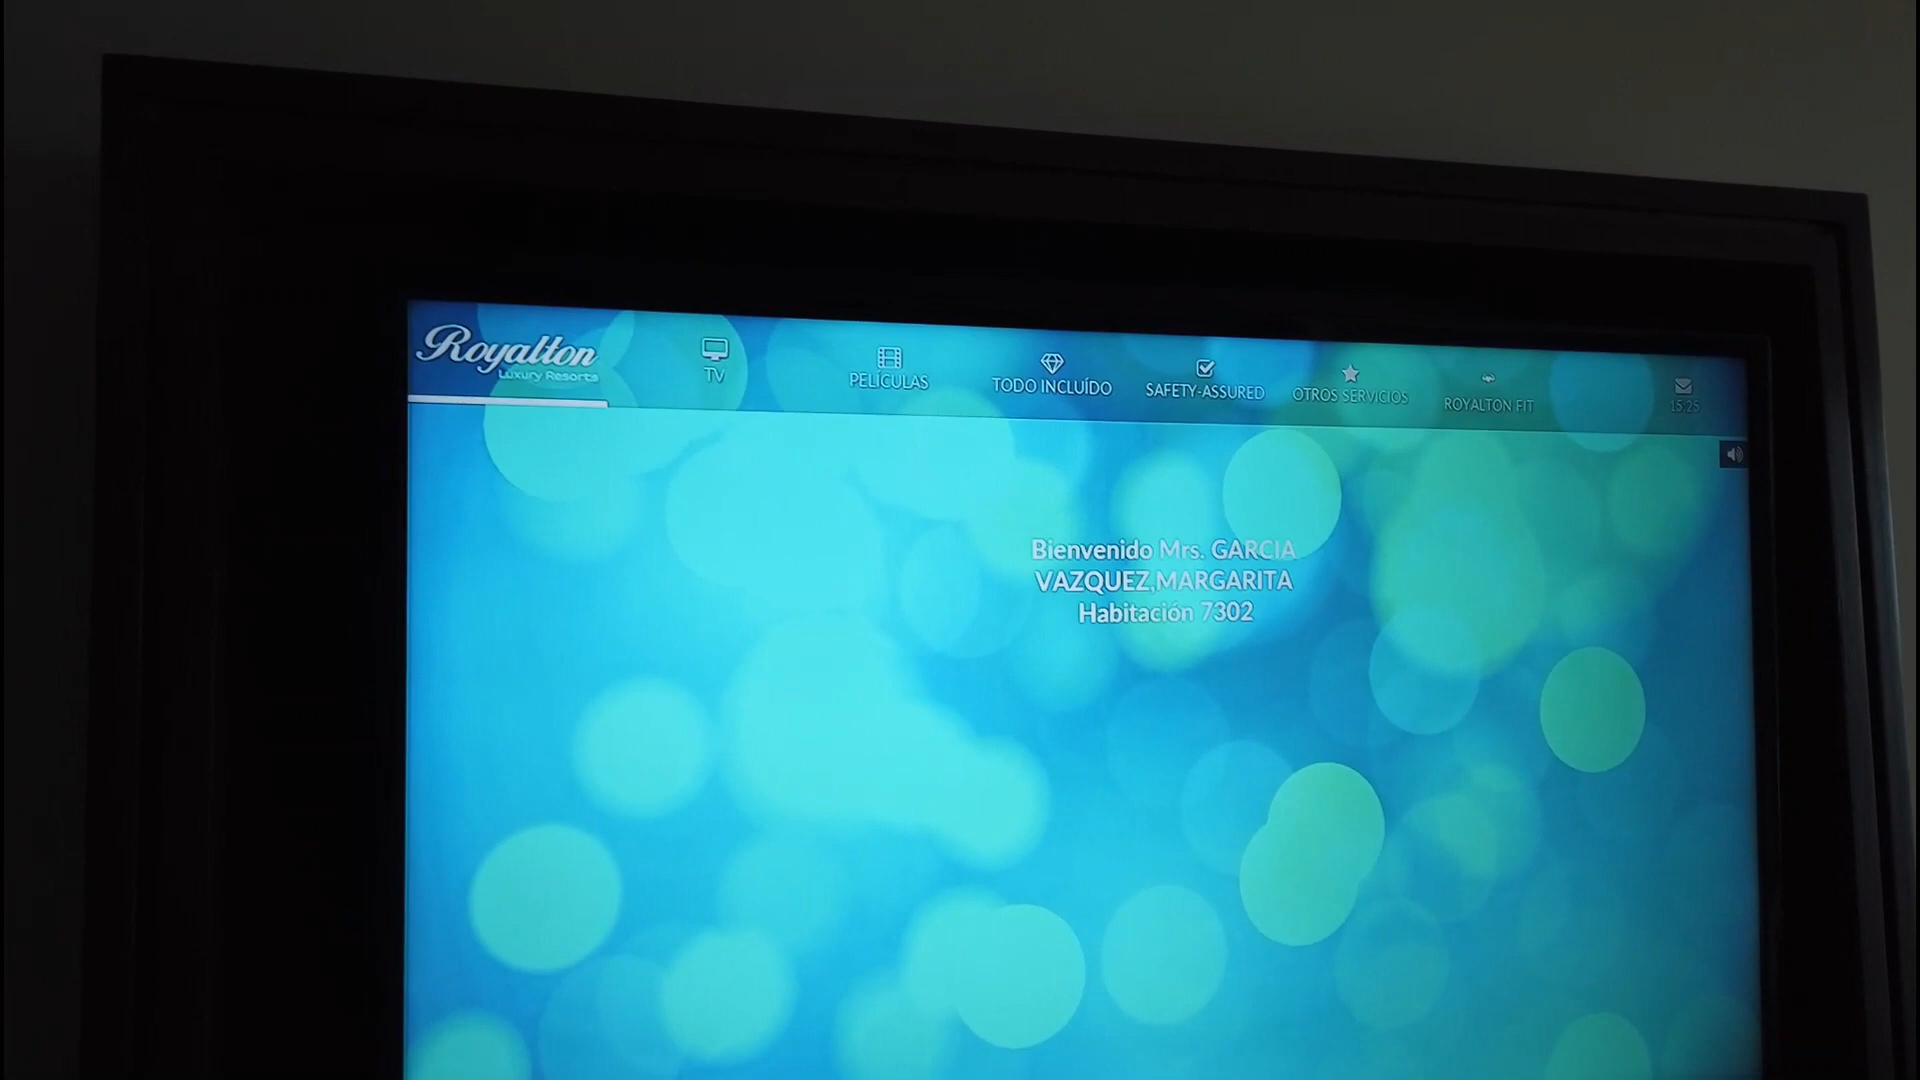 Royalton
Luxury Resorts
TV
PELÍCULAS
TODO INCLUÍDO
SAFETY-ASSURED
OTROS SERVICIOS
ROYALTON FIT
15:25
Bienvenido Mrs. GARCIA
VAZQUEZ,MARGARITA
Habitación 7302